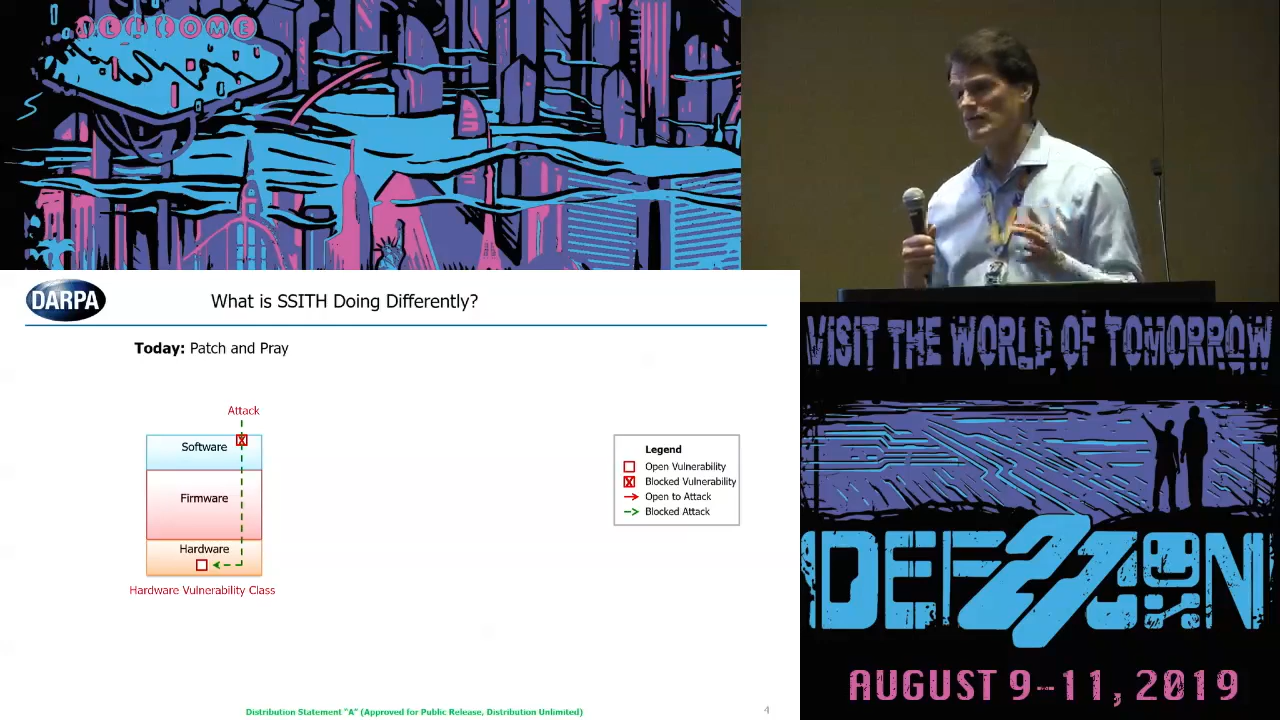 WELCOME
DARPA
What is SSITH Doing Differently?
Today: Patch and Pray
Attack
Software
Firmware
Hardware
Hardware Vulnerability Class
Legend
Open Vulnerability
Blocked Vulnerability
Open to Attack
Blocked Attack
Distribution Statement "A" (Approved for Public Release, Distribution Unlimited)
4
VISIT THE WORLD OF TOMORROW
DEFCON
27
AUGUST 9-11, 2019